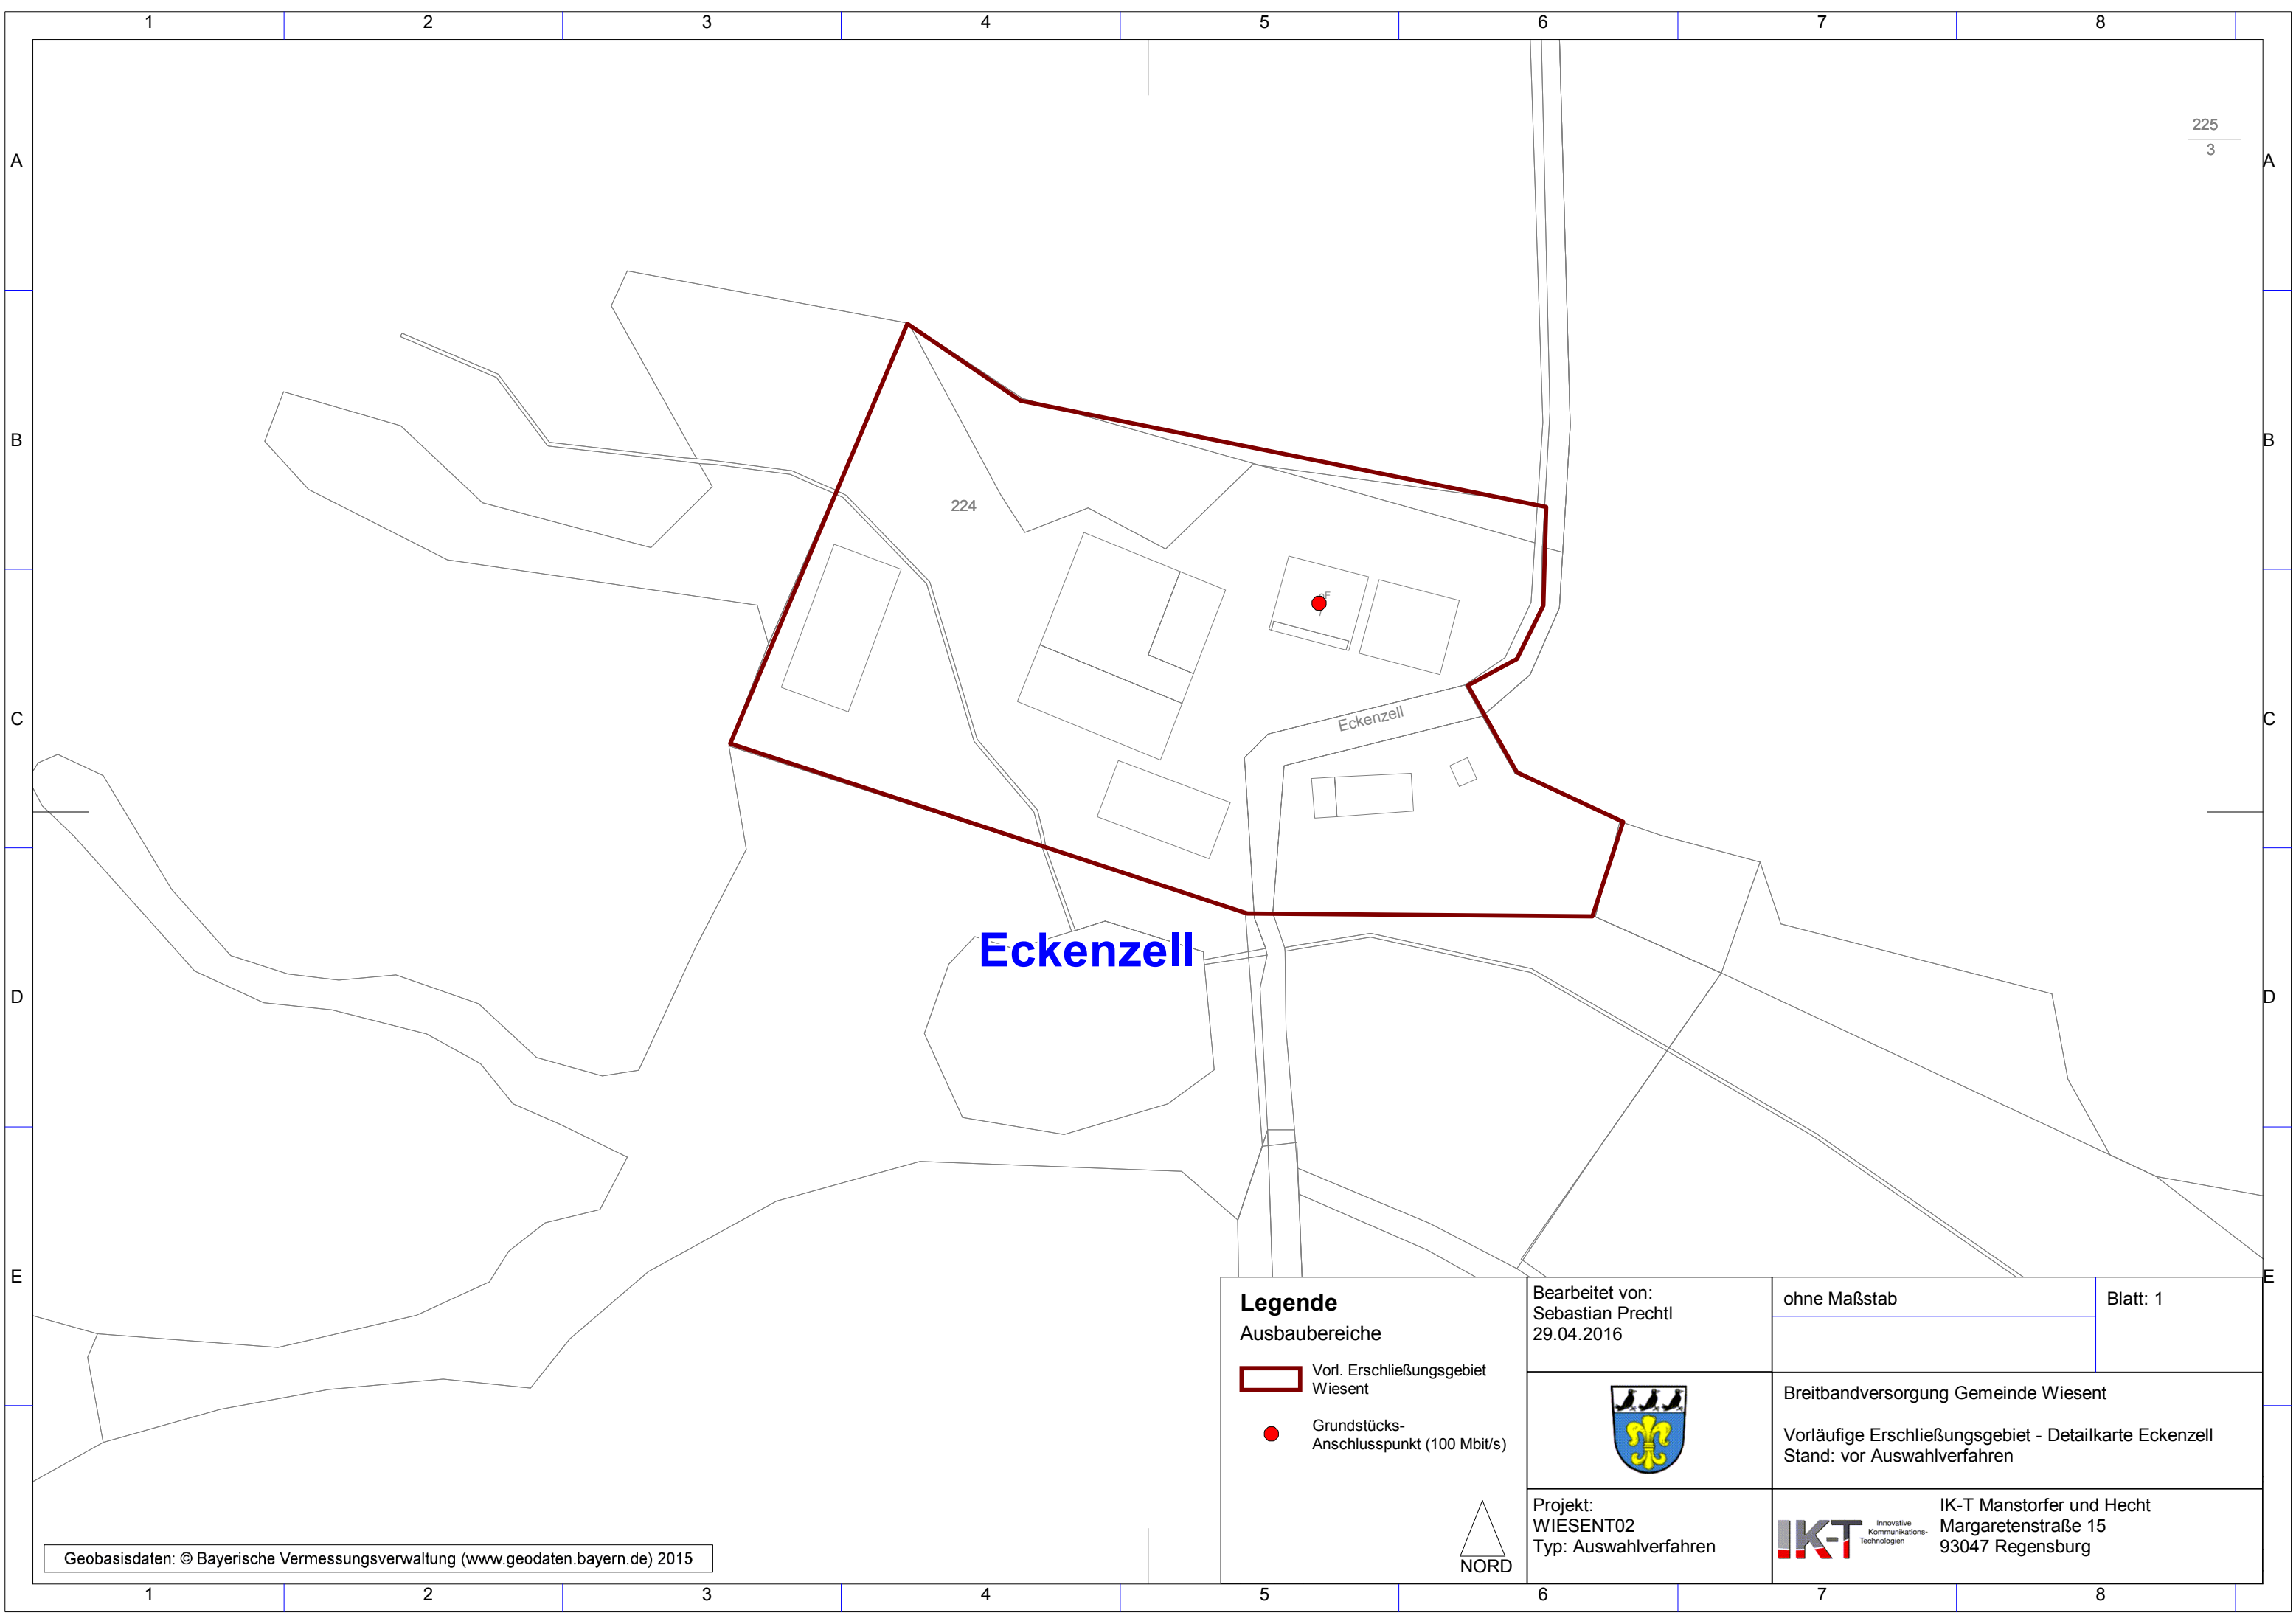 1 2 3 4 5 6 7 8
225
3
A A
B B
224
C C
Eckenzell
Eckenzell
D D
E E
Legende
Ausbaubereiche
Vorl. Erschließungsgebiet
Wiesent
Grundstücks-
Anschlusspunkt (100 Mbit/s)
NORD
Bearbeitet von:
Sebastian Prechtl
29.04.2016
ohne Maßstab
Blatt: 1
Breitbandversorgung Gemeinde Wiesent
Vorläufige Erschließungsgebiet - Detailkarte Eckenzell
Stand: vor Auswahlverfahren
Projekt:
WIESENT02
Typ: Auswahlverfahren
IK-T
Innovative
Kommunikations-
Technologien
IK-T Manstorfer und Hecht
Margaretenstraße 15
93047 Regensburg
Geobasisdaten: © Bayerische Vermessungsverwaltung (www.geodaten.bayern.de) 2015
1 2 3 4 5 6 7 8